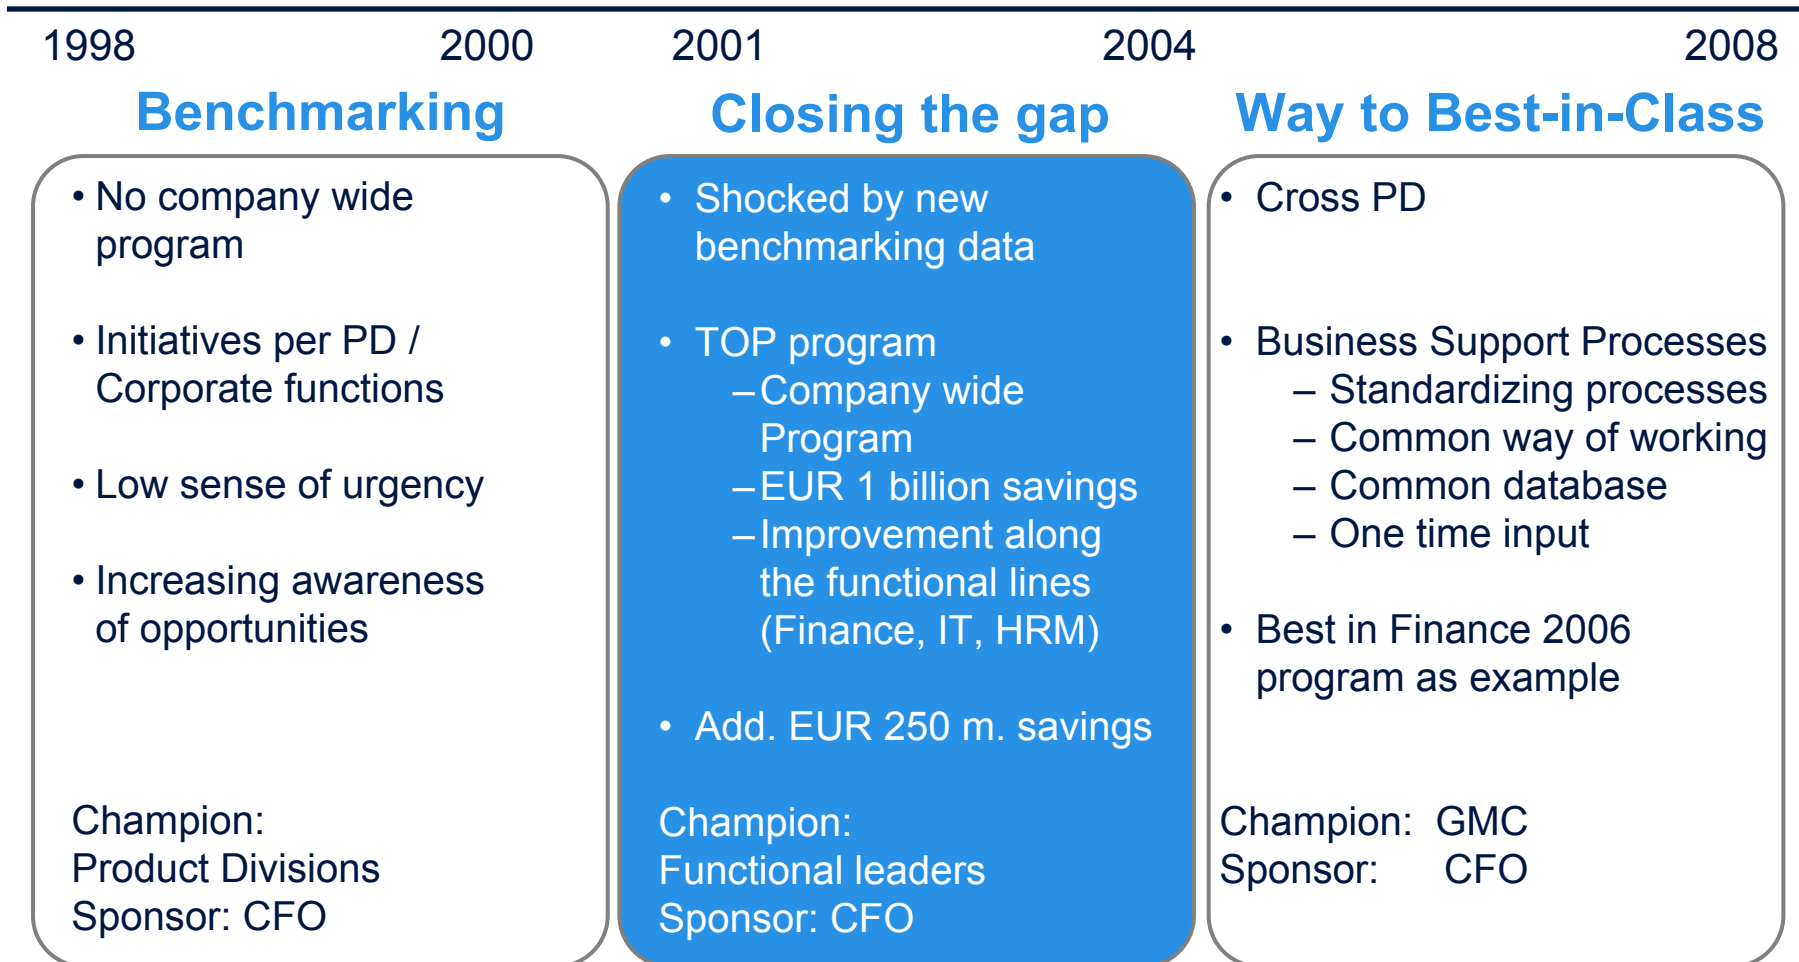 1998 2000 2001 2004 2008
Benchmarking
• No company wide
program
• Initiatives per PD /
Corporate functions
• Low sense of urgency
• Increasing awareness
of opportunities
Champion:
Product Divisions
Sponsor: CFO
Closing the gap
• Shocked by new
benchmarking data
• TOP program
– Company wide
Program
– EUR 1 billion savings
– Improvement along
the functional lines
(Finance, IT, HRM)
• Add. EUR 250 m. savings
Champion:
Functional leaders
Sponsor: CFO
Way to Best-in-Class
• Cross PD
• Business Support Processes
– Standardizing processes
– Common way of working
– Common database
– One time input
• Best in Finance 2006
program as example
Champion: GMC
Sponsor: CFO